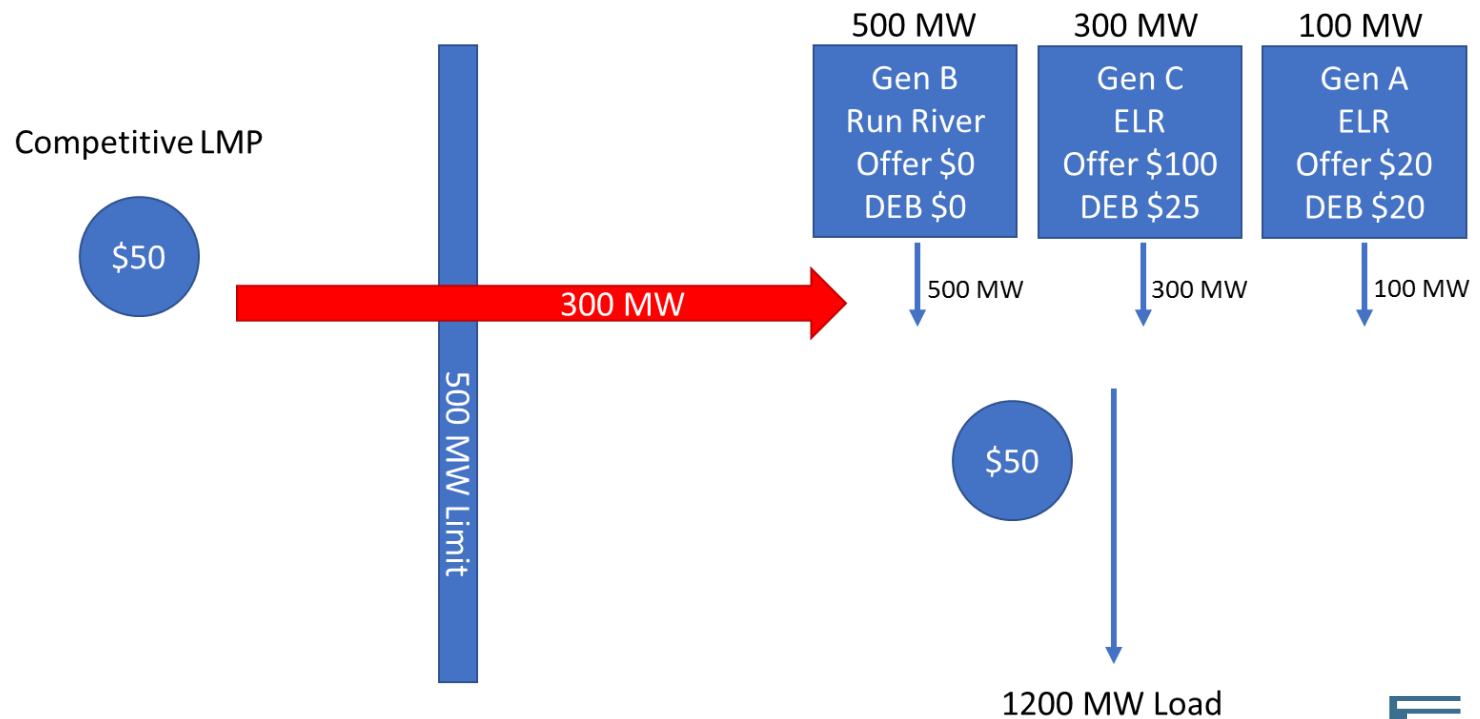 500 MW
300 MW
100 MW
Gen B
Run River
Offer $0
DEB $0
Gen C
ELR
Offer $100
DEB $25
Gen A
ELR
Offer $20
DEB $20
Competitive LMP
$50
300 MW
500 MW
300 MW
100 MW
500 MW Limit
$50
1200 MW Load